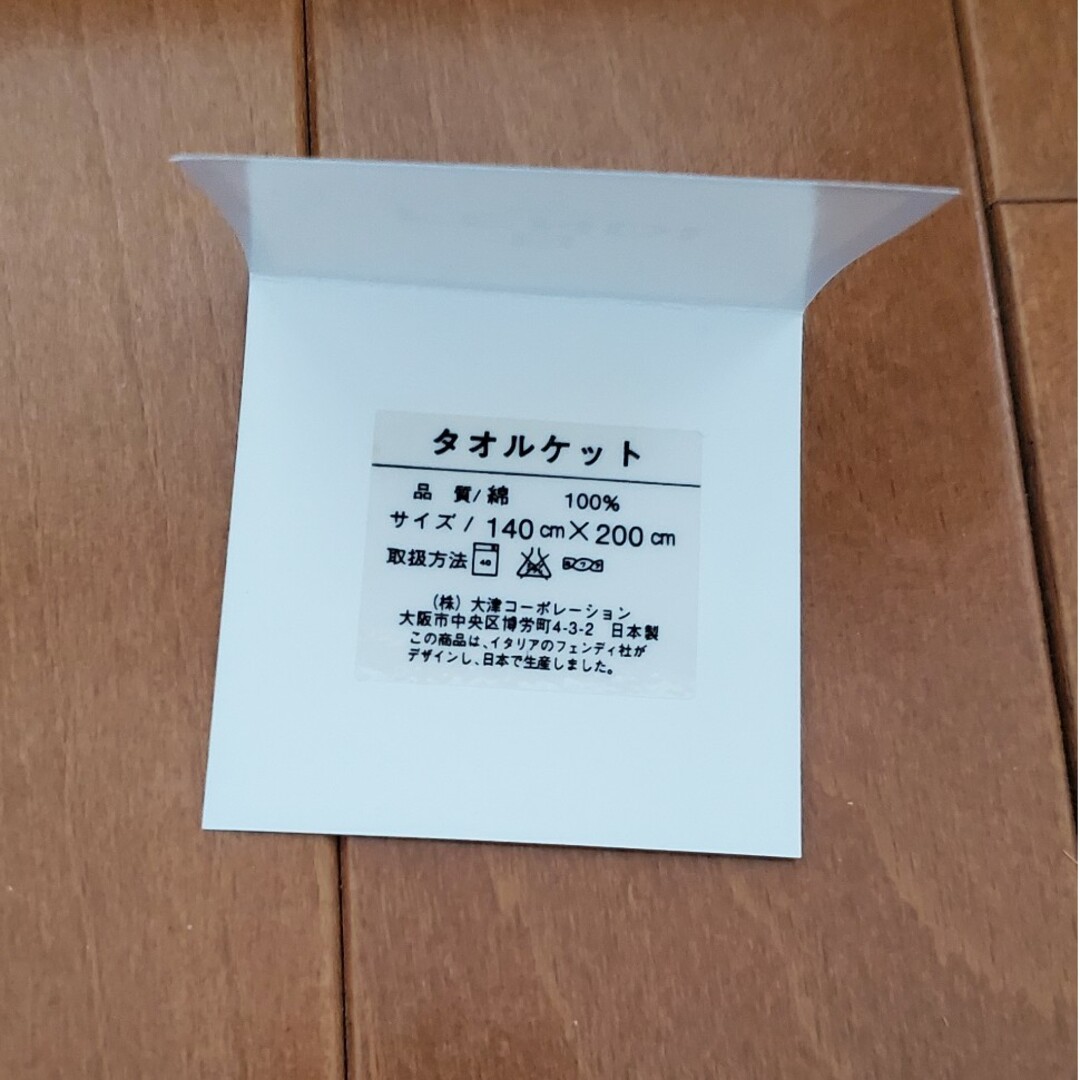 タオルケット
品 質/綿 100%
サイズ/140cm×200cm
取扱方法 40
(株) 大津コーポレーション
大阪市中央区博労町4-3-2 日本製
この商品は、イタリアのフェンディ社が
デザインし、日本で生産しました。